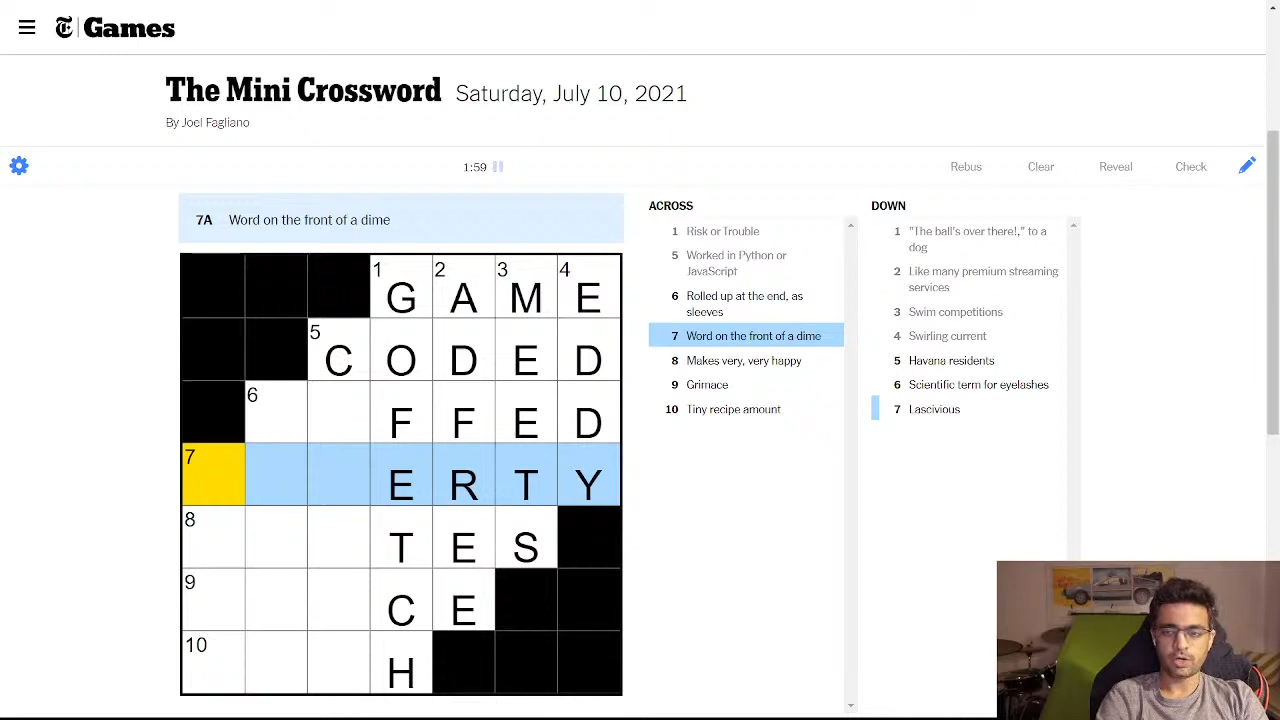 Games
The Mini Crossword Saturday, July 10, 2021
By Joel Fagliano
1:59 Rebus Clear Reveal Check
7A Word on the front of a dime
ACROSS
1 Risk or Trouble
5 Worked in Python or
JavaScript
6 Rolled up at the end, as
sleeves
7 Word on the front of a dime
8 Makes very, very happy
9 Grimace
10 Tiny recipe amount
DOWN
1 "The ball's over there!," to a
dog
2 Like many premium streaming
services
3 Swim competitions
4 Swirling current
5 Havana residents
6 Scientific term for eyelashes
7 Lascivious
1 G 2 A 3 M 4 E
5 C O D E D
6 F F E D
7 E R T Y
8 T E S
9 C E
10 H